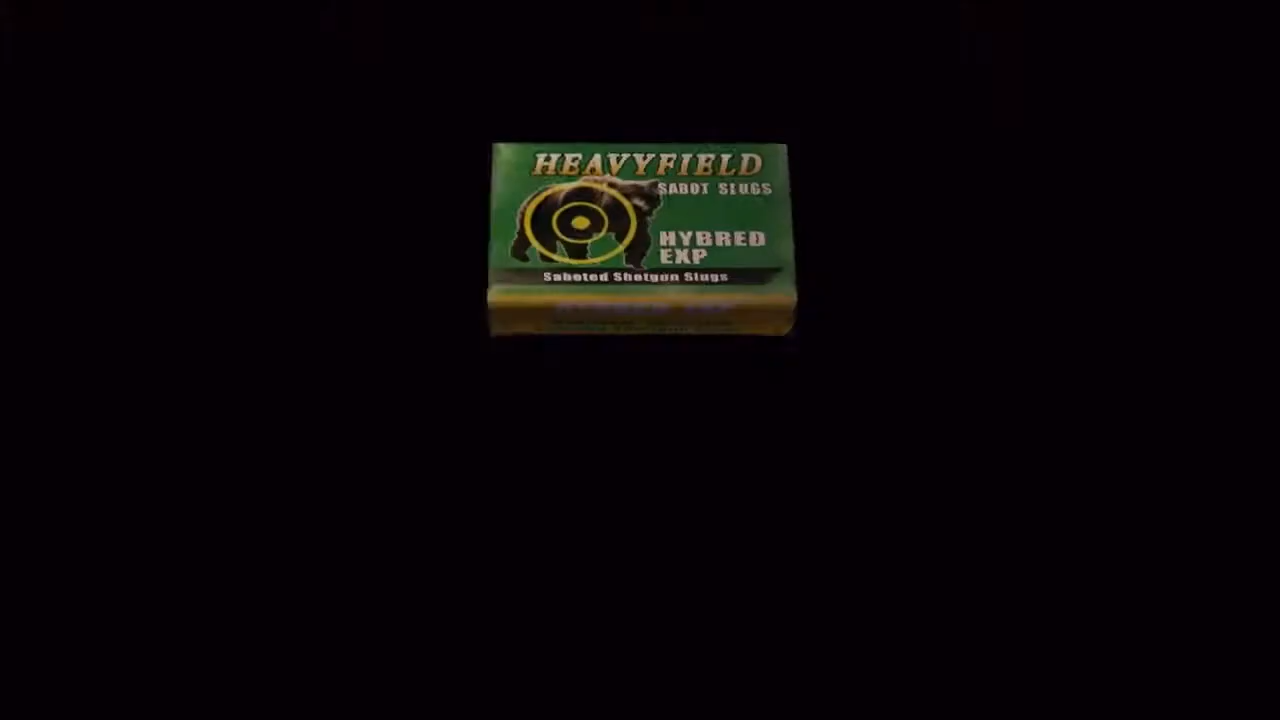 HEAVYFIELD
SABOT SLUGS
HYBRED
EXP
Saboted Shotgun Slugs